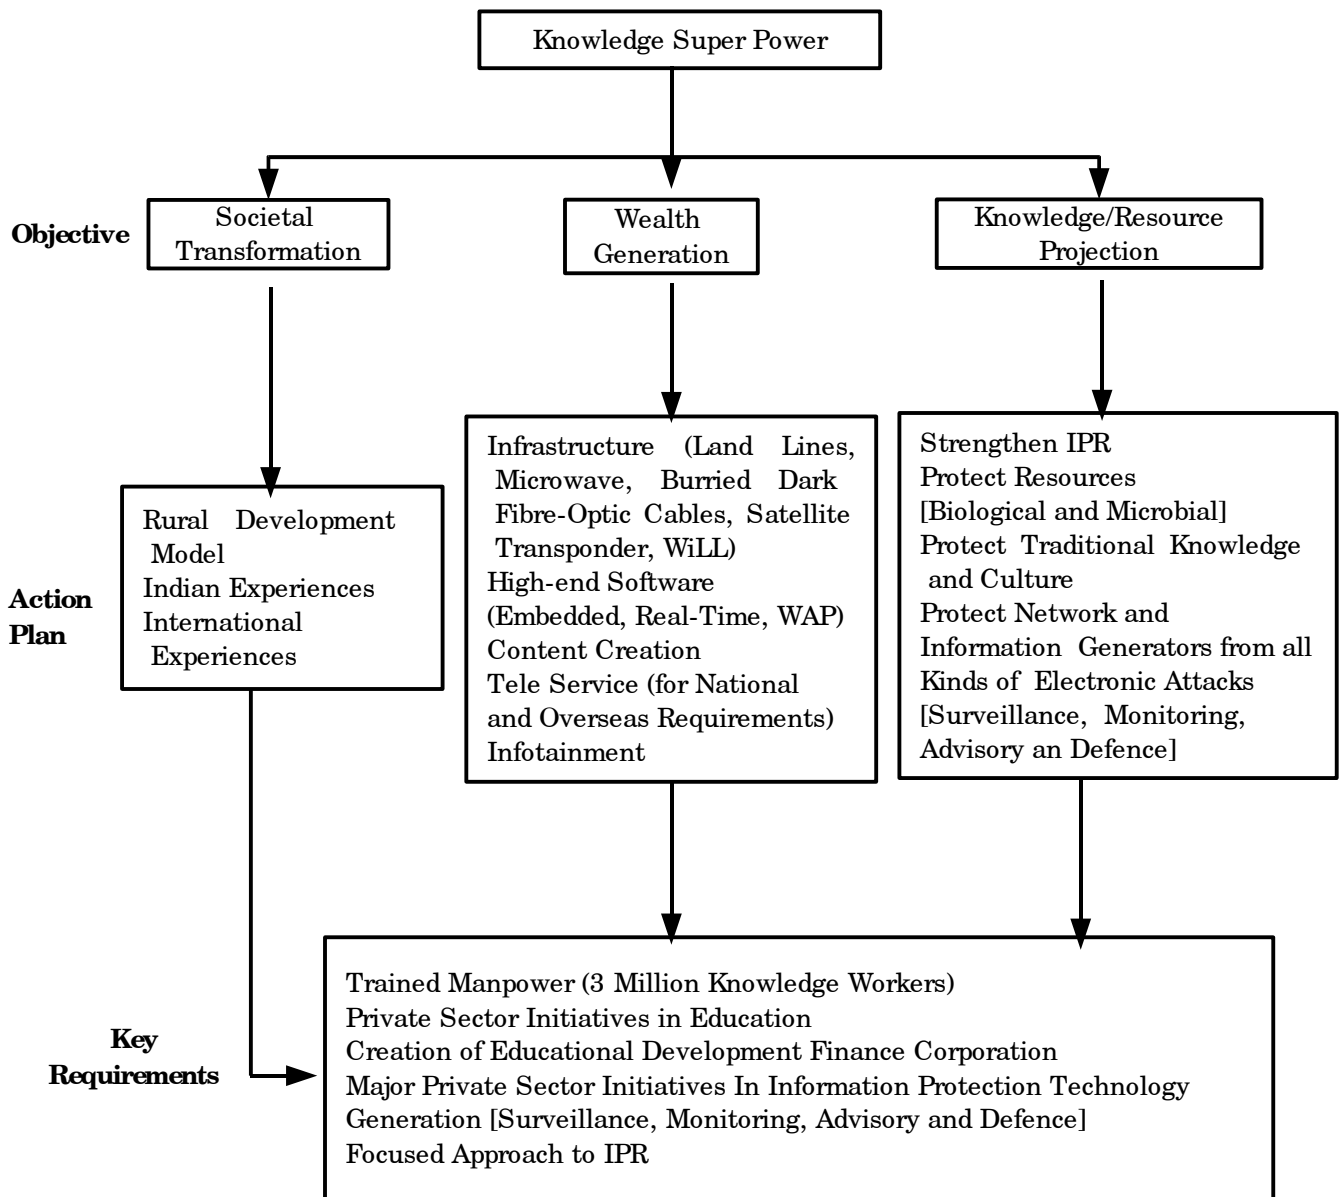 Knowledge Super Power
Objective
Societal
Transformation
Wealth
Generation
Knowledge/Resource
Projection
Action
Plan
Rural Development
Model
Indian Experiences
International
Experiences
Infrastructure (Land Lines,
Microwave, Burried Dark
Fibre-Optic Cables, Satellite
Transponder, WiLL)
High-end Software
(Embedded, Real-Time, WAP)
Content Creation
Tele Service (for National
and Overseas Requirements)
Infotainment
Strengthen IPR
Protect Resources
[Biological and Microbial]
Protect Traditional Knowledge
and Culture
Protect Network and
Information Generators from all
Kinds of Electronic Attacks
[Surveillance, Monitoring,
Advisory an Defence]
Key
Requirements
Trained Manpower (3 Million Knowledge Workers)
Private Sector Initiatives in Education
Creation of Educational Development Finance Corporation
Major Private Sector Initiatives In Information Protection Technology
Generation [Surveillance, Monitoring, Advisory and Defence]
Focused Approach to IPR